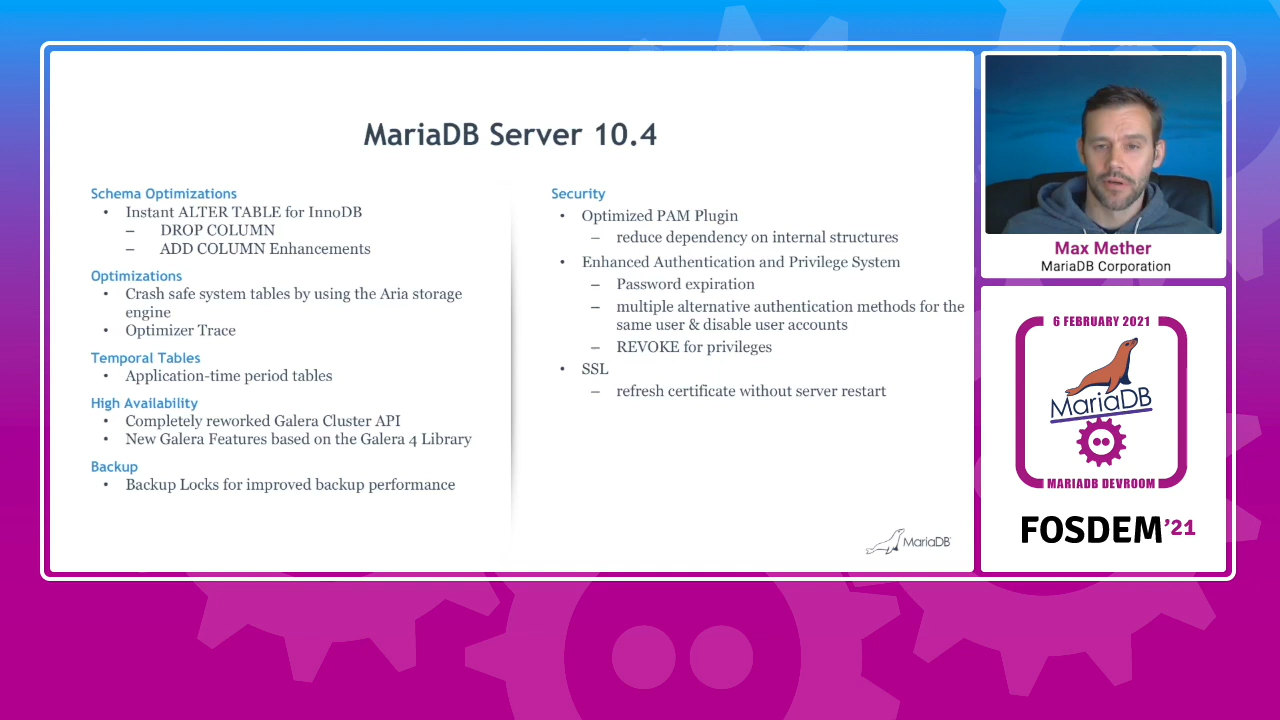 MariaDB Server 10.4
Schema Optimizations
• Instant ALTER TABLE for InnoDB
– DROP COLUMN
– ADD COLUMN Enhancements
Optimizations
• Crash safe system tables by using the Aria storage
engine
• Optimizer Trace
Temporal Tables
• Application-time period tables
High Availability
• Completely reworked Galera Cluster API
• New Galera Features based on the Galera 4 Library
Backup
• Backup Locks for improved backup performance
Security
• Optimized PAM Plugin
– reduce dependency on internal structures
• Enhanced Authentication and Privilege System
– Password expiration
– multiple alternative authentication methods for the
same user & disable user accounts
– REVOKE for privileges
• SSL
– refresh certificate without server restart
MariaDB
Max Mether
MariaDB Corporation
6 FEBRUARY 2021
MariaDB
MARIADB DEVROOM
FOSDEM'21